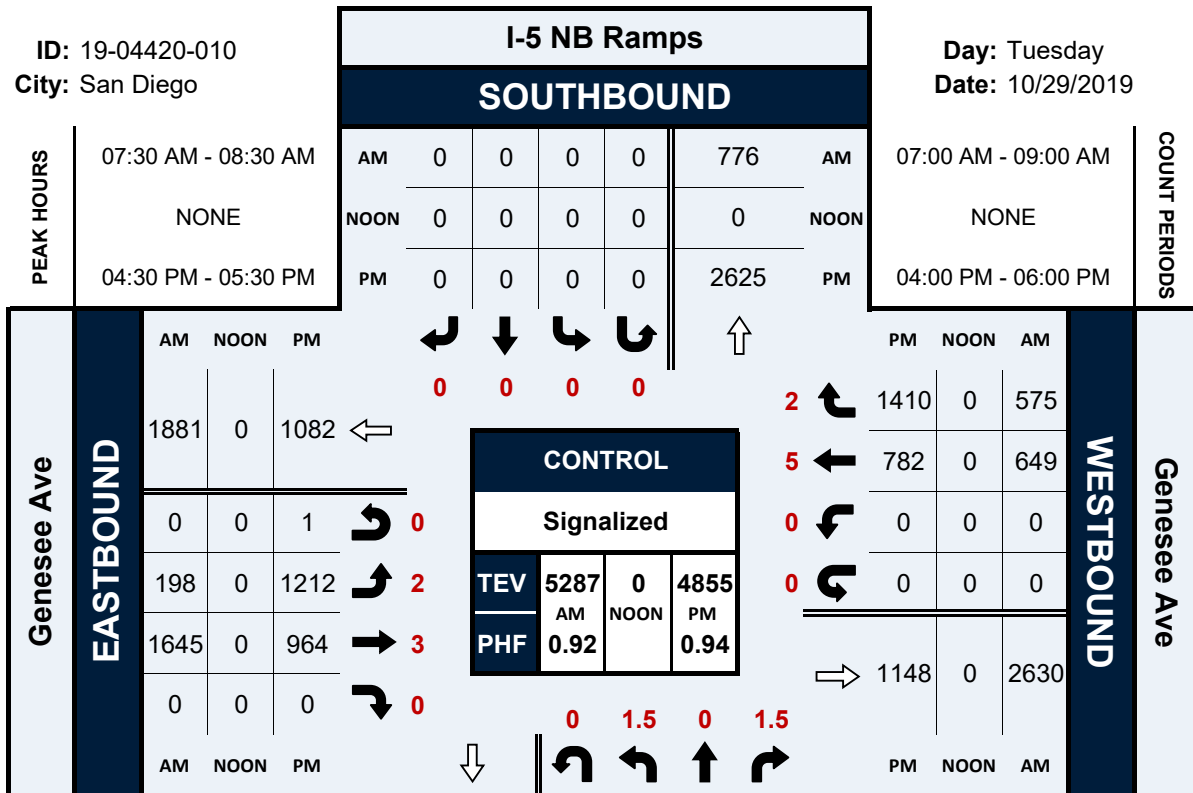 I-5 NB Ramps
ID: 19-04420-010
Day: Tuesday
City: San Diego
Date: 10/29/2019
SOUTHBOUND
PEAK HOURS
07:30 AM - 08:30 AM
NONE
04:30 PM - 05:30 PM
AM 0 0 0 0 776 AM
NOON 0 0 0 0 0 NOON
PM 0 0 0 0 2625 PM
07:00 AM - 09:00 AM
NONE
04:00 PM - 06:00 PM
COUNT PERIODS
0 0 0 0
Genesee Ave
EASTBOUND
AM NOON PM
1881 0 1082
0 0 1 0
198 0 1212 2
1645 0 964 3
0 0 0 0
AM NOON PM
CONTROL
Signalized
TEV 5287 0 4855
AM NOON PM
PHF 0.92 0.94
PM NOON AM
2 1410 0 575
5 782 0 649
0 0 0 0
0 0 0 0
1148 0 2630
PM NOON AM
WESTBOUND
Genesee Ave
0 1.5 0 1.5